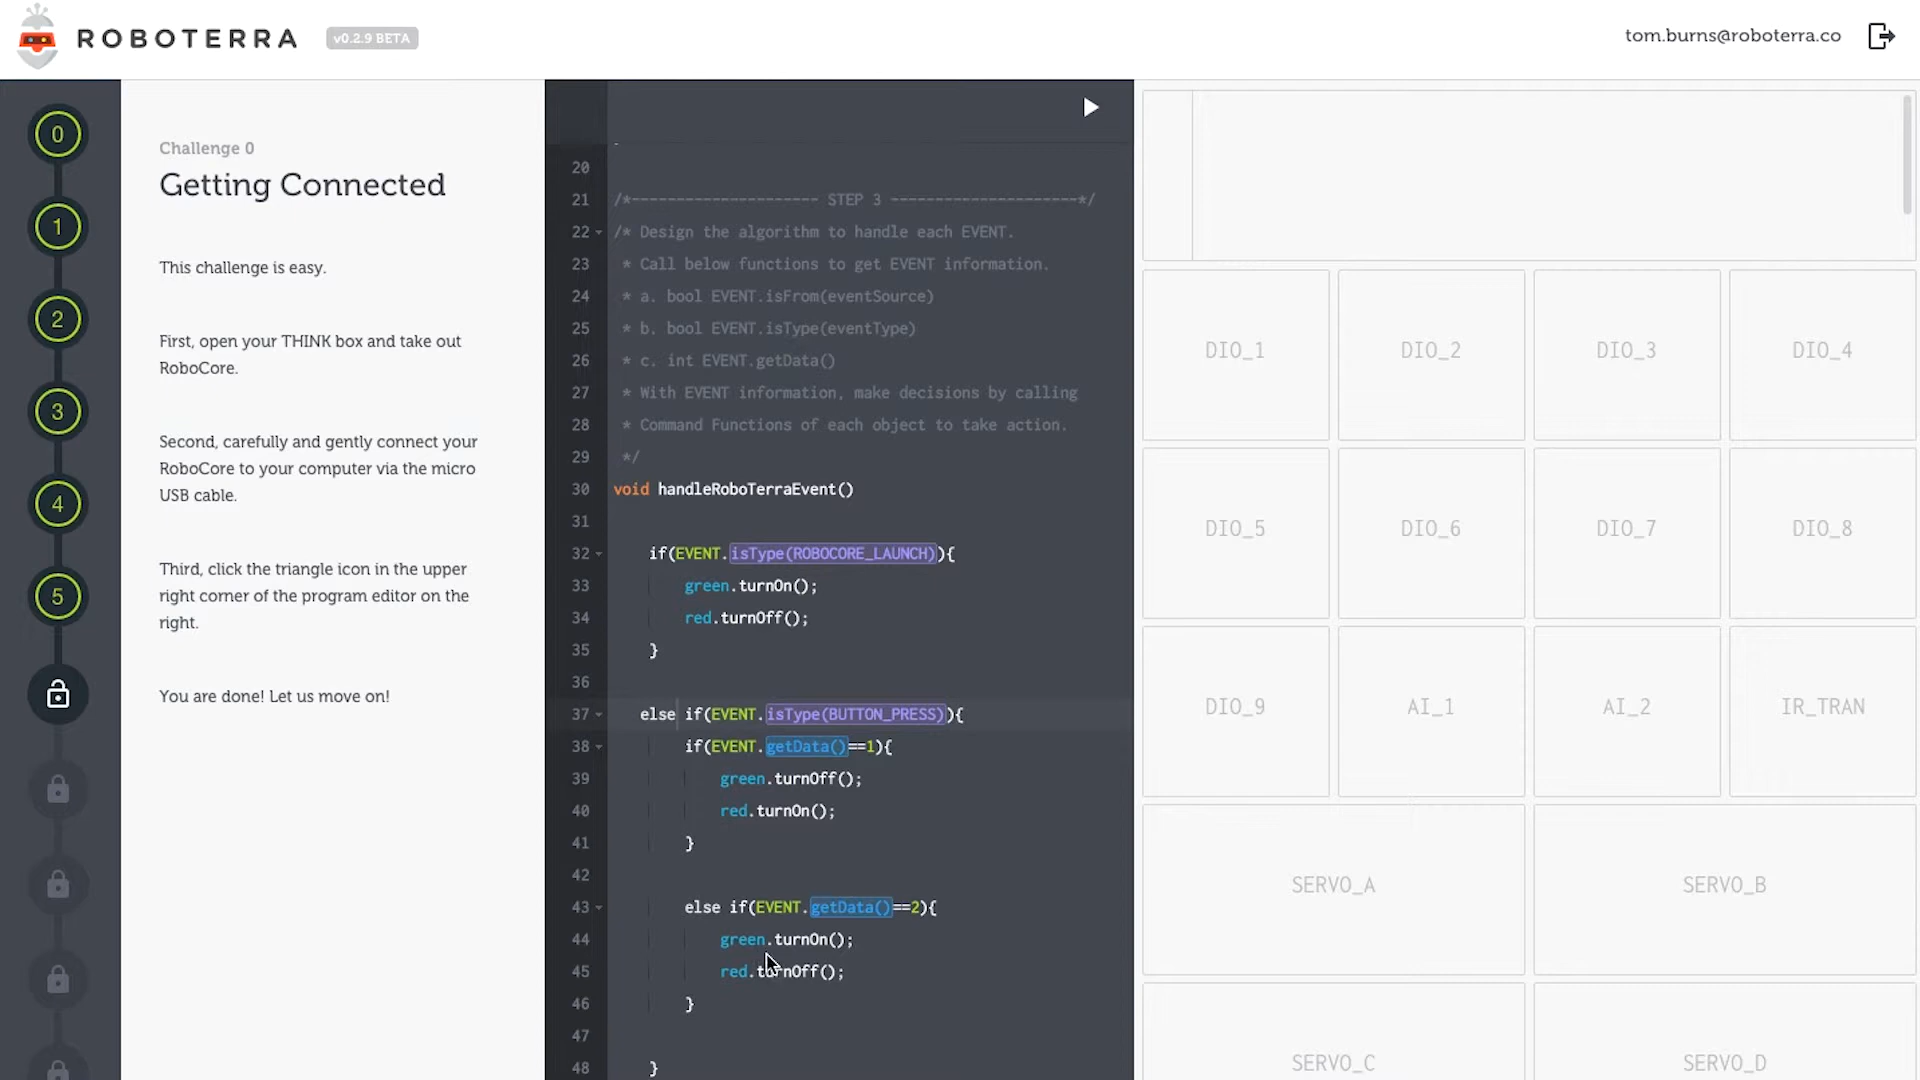 ROBOTERRA
v0.2.9 BETA
tom.burns@roboterra.co
0
1
2
3
4
5
Challenge 0
Getting Connected
This challenge is easy.
First, open your THINK box and take out
RoboCore.
Second, carefully and gently connect your
RoboCore to your computer via the micro
USB cable.
Third, click the triangle icon in the upper
right corner of the program editor on the
right.
You are done! Let us move on!
20
21 /*--------------------- STEP 3 ---------------------*/
22 /* Design the algorithm to handle each EVENT.
23 * Call below functions to get EVENT information.
24 * a. bool EVENT.isFrom(eventSource)
25 * b. bool EVENT.isType(eventType)
26 * c. int EVENT.getData()
27 * With EVENT information, make decisions by calling
28 * Command Functions of each object to take action.
29 */
30 void handleRoboTerraEvent()
31
32 if(EVENT.isType(ROBOCORE_LAUNCH)){
33 green.turnOn();
34 red.turnOff();
35 }
36
37 else if(EVENT.isType(BUTTON_PRESS)){
38 if(EVENT.getData()==1){
39 green.turnOff();
40 red.turnOn();
41 }
42
43 else if(EVENT.getData()==2){
44 green.turnOn();
45 red.turnOff();
46 }
47
48 }
DIO_1 DIO_2 DIO_3 DIO_4
DIO_5 DIO_6 DIO_7 DIO_8
DIO_9 AI_1 AI_2 IR_TRAN
SERVO_A SERVO_B
SERVO_C SERVO_D